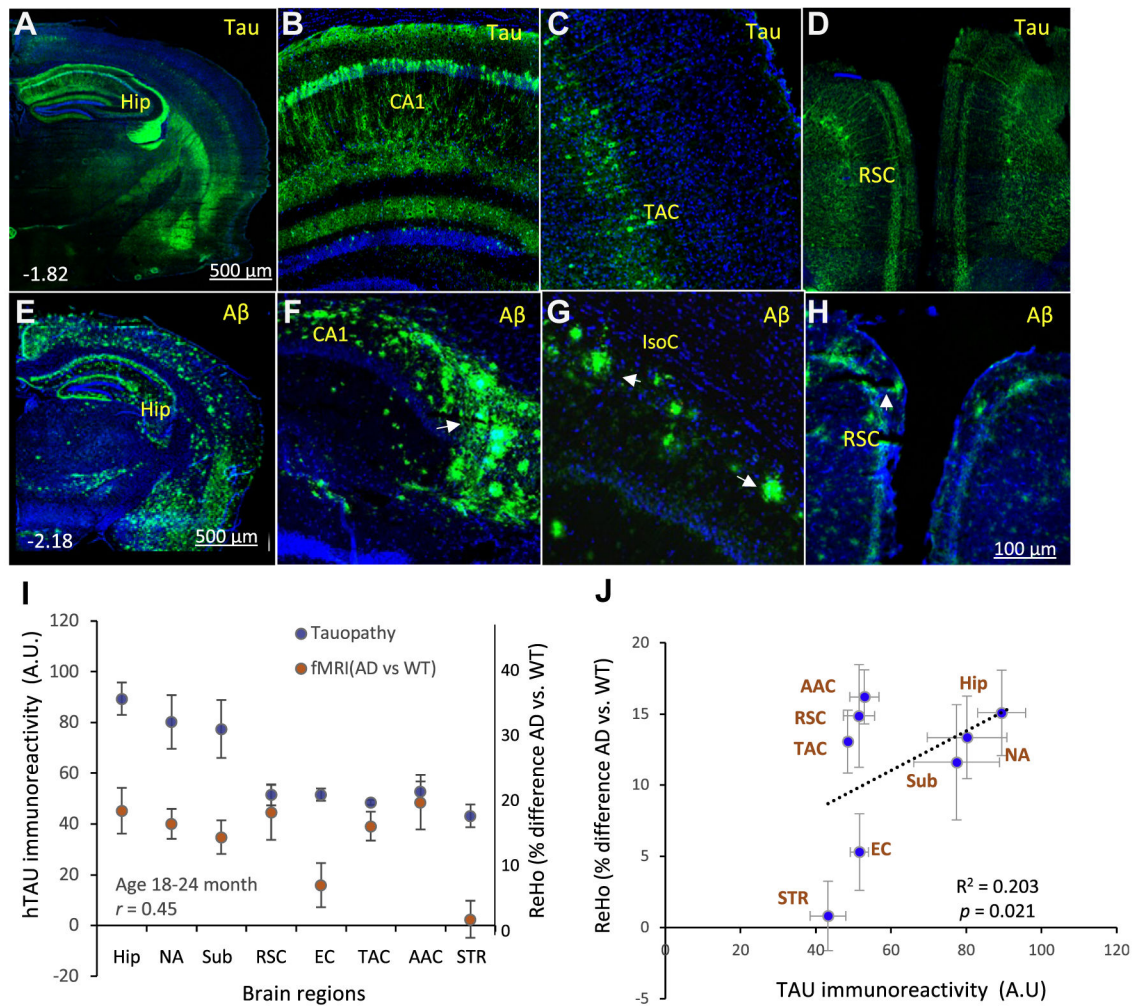 A Tau
Hip
-1.82
500 µm
B Tau
CA1
C Tau
TAC
D Tau
RSC
E Aβ
Hip
-2.18
500 µm
F Aβ
CA1
G Aβ
IsoC
H Aβ
RSC
100 µm
I
hTAU immunoreactivity (A.U.)
120
100
80
60
40
20
0
-20
Tauopathy
fMRI(AD vs WT)
Age 18-24 month
r = 0.45
40
30
20
10
0
ReHo (% difference AD vs. WT)
Hip NA Sub RSC EC TAC AAC STR
Brain regions
J
ReHo (% difference AD vs. WT)
20
15
10
5
0
-5
AAC
RSC
TAC
Hip
NA
Sub
EC
STR
R² = 0.203
p = 0.021
0 20 40 60 80 100 120
TAU immunoreactivity (A.U)